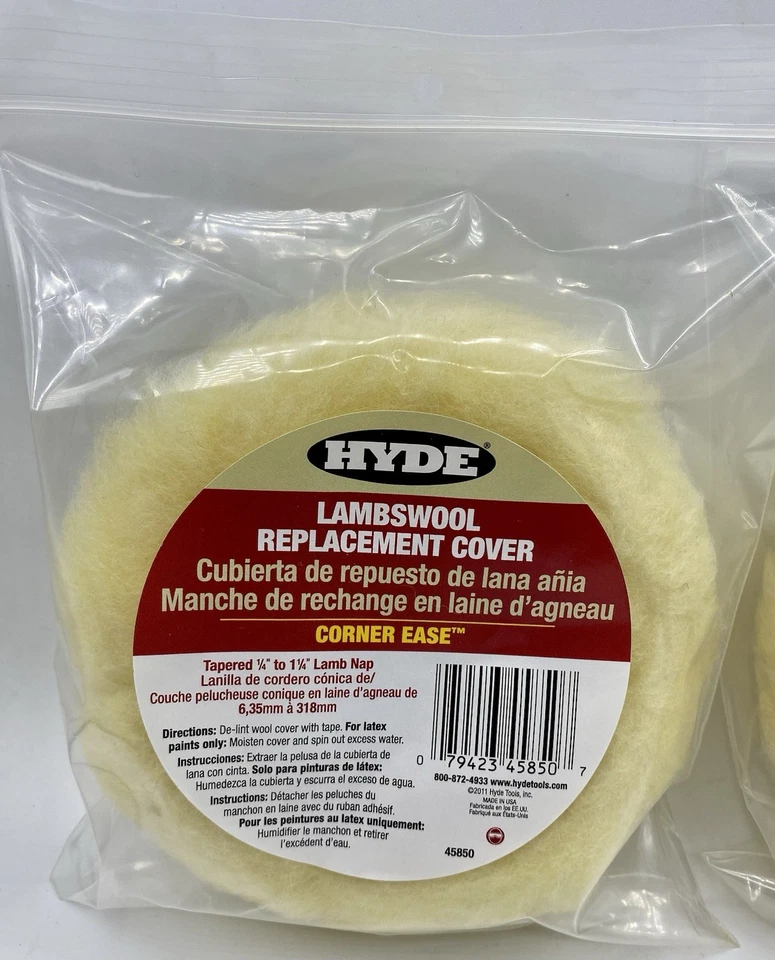 HYDE®
LAMBSWOOL
REPLACEMENT COVER
Cubierta de repuesto de lana añia
Manche de rechange en laine d'agneau
CORNER EASE™
Tapered ¼" to 1¼" Lamb Nap
Lanilla de cordero cónica de/
Couche pelucheuse conique en laine d'agneau de
6,35mm à 318mm
Directions: De-lint wool cover with tape. For latex
paints only: Moisten cover and spin out excess water.
Instrucciones: Extraer la pelusa de la cubierta de
lana con cinta. Solo para pinturas de látex:
Humedezca la cubierta y escurra el exceso de agua.
Instructions: Détacher les peluches du
manchon en laine avec du ruban adhésif.
Pour les peintures au latex uniquement:
Humidifier le manchon et retirer
l'excédent d'eau.
0 79423 45850 7
800-872-4933 www.hydetools.com
©2011 Hyde Tools, Inc.
MADE IN USA
Fabricada en los EE.UU.
Fabriqué aux États-Unis
45850